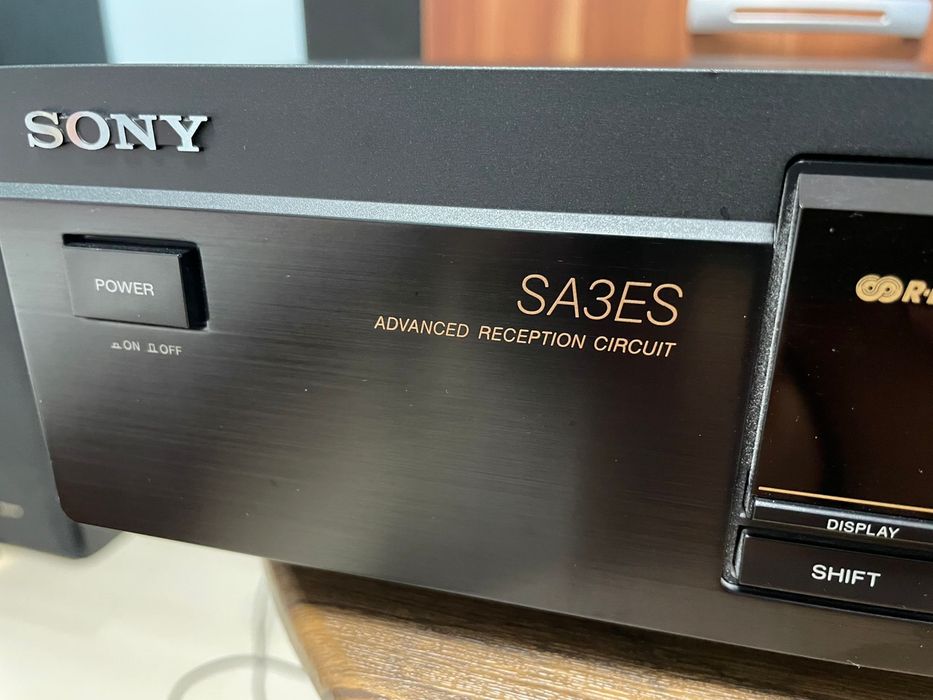 SONY
POWER
ON OFF
SA3ES
ADVANCED RECEPTION CIRCUIT
DISPLAY
SHIFT